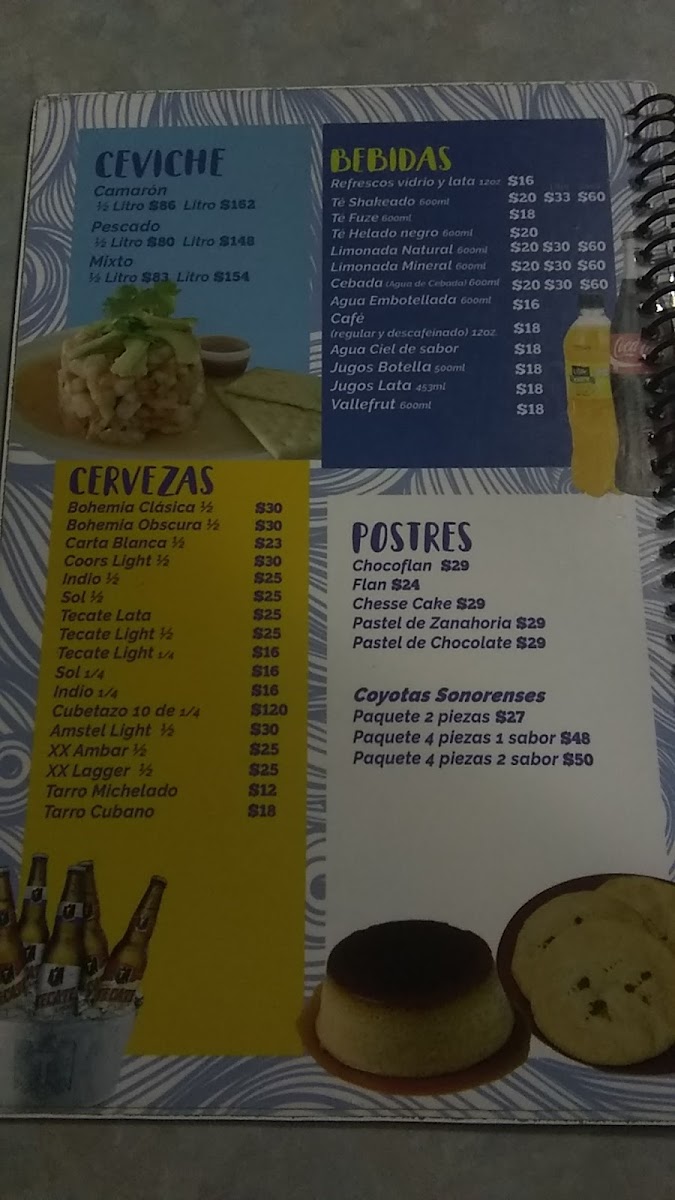 CEVICHE
Camarón
½ Litro $86 Litro $162
Pescado
½ Litro $80 Litro $148
Mixto
½ Litro $83 Litro $154
BEBIDAS
Refrescos vidrio y lata 12oz $16
Té Shakeado 600ml $20 $33 $60
Té Fuze 600ml $18
Té Helado negro 600ml $20
Limonada Natural 600ml $20 $30 $60
Limonada Mineral 600ml $20 $30 $60
Cebada (Agua de Cebada) 600ml $20 $30 $60
Agua Embotellada 600ml $16
Café
(regular y descafeinado) 12oz. $18
Agua Ciel de sabor $18
Jugos Botella 500ml $18
Jugos Lata 453ml $18
Vallefrut 600ml $18
CERVEZAS
Bohemia Clásica ½ $30
Bohemia Obscura ½ $30
Carta Blanca ½ $23
Coors Light ½ $30
Indio ½ $25
Sol ½ $25
Tecate Lata $25
Tecate Light ½ $25
Tecate Light 1/4 $16
Sol 1/4 $16
Indio 1/4 $16
Cubetazo 10 de 1/4 $120
Amstel Light ½ $30
XX Ambar ½ $25
XX Lagger ½ $25
Tarro Michelado $12
Tarro Cubano $18
POSTRES
Chocoflan $29
Flan $24
Chesse Cake $29
Pastel de Zanahoria $29
Pastel de Chocolate $29
Coyotas Sonorenses
Paquete 2 piezas $27
Paquete 4 piezas 1 sabor $48
Paquete 4 piezas 2 sabor $50
TECATE
TECATE